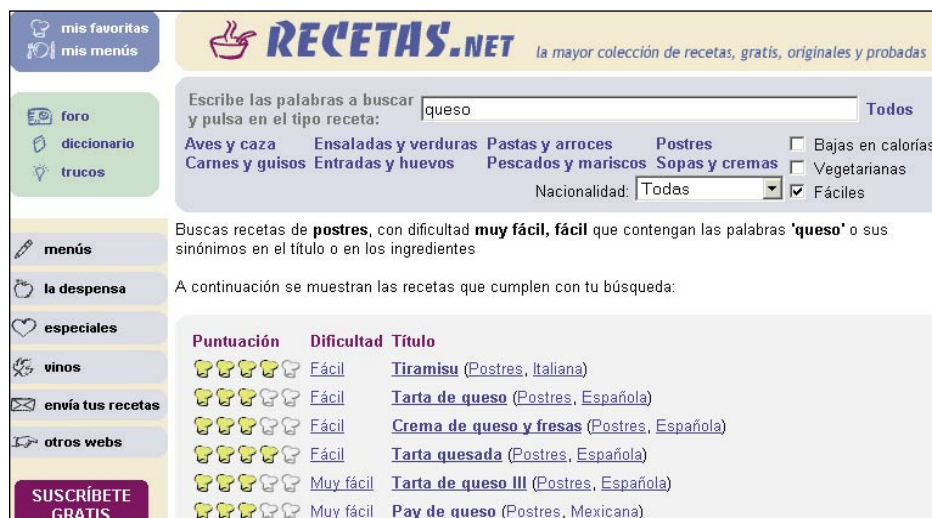 mis favoritas
mis menús
RECETAS.NET la mayor colección de recetas, gratis, originales y probadas
foro
diccionario
trucos
Escribe las palabras a buscar
y pulsa en el tipo receta:
queso
Todos
Aves y caza Ensaladas y verduras Pastas y arroces Postres Bajas en calorías
Carnes y guisos Entradas y huevos Pescados y mariscos Sopas y cremas Vegetarianas
Nacionalidad: Todas Fáciles
menús
la despensa
especiales
vinos
envía tus recetas
otros webs
SUSCRÍBETE
GRATIS
Buscas recetas de postres, con dificultad muy fácil, fácil que contengan las palabras 'queso' o sus
sinónimos en el título o en los ingredientes
A continuación se muestran las recetas que cumplen con tu búsqueda:
Puntuación Dificultad Título
Fácil Tiramisu (Postres, Italiana)
Fácil Tarta de queso (Postres, Española)
Fácil Crema de queso y fresas (Postres, Española)
Fácil Tarta quesada (Postres, Española)
Muy fácil Tarta de queso III (Postres, Española)
Muy fácil Pay de queso (Postres, Mexicana)